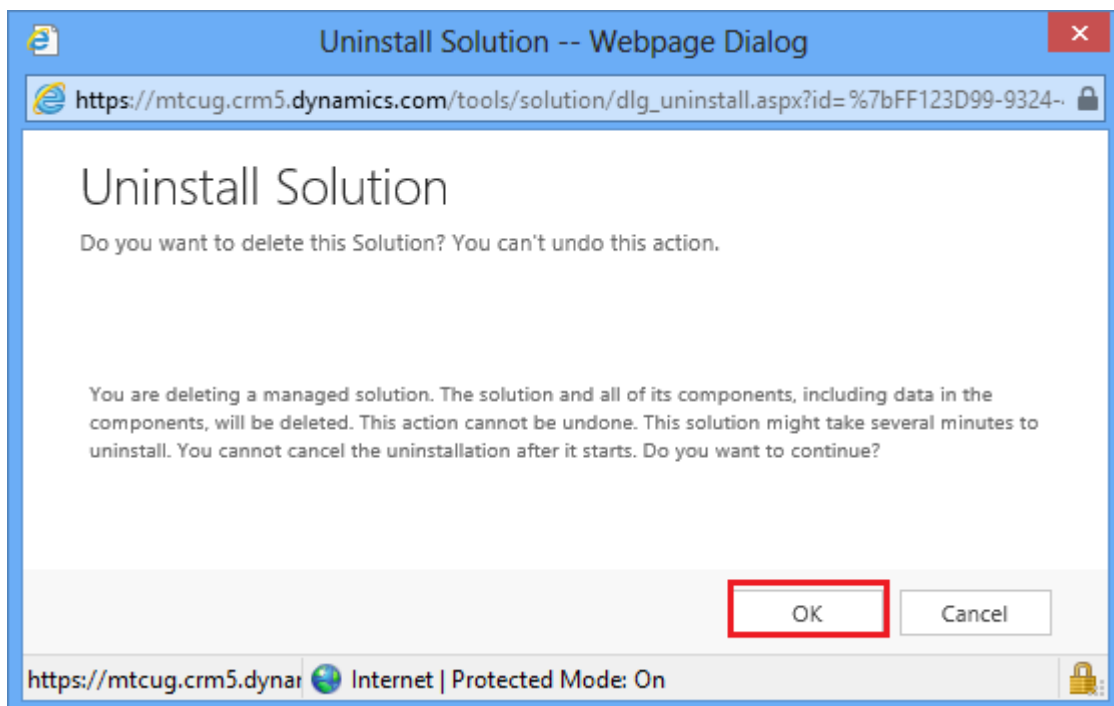 Uninstall Solution -- Webpage Dialog
https://mtcug.crm5.dynamics.com/tools/solution/dlg_uninstall.aspx?id=%7bFF123D99-9324-
Uninstall Solution
Do you want to delete this Solution? You can't undo this action.
You are deleting a managed solution. The solution and all of its components, including data in the
components, will be deleted. This action cannot be undone. This solution might take several minutes to
uninstall. You cannot cancel the uninstallation after it starts. Do you want to continue?
OK Cancel
https://mtcug.crm5.dynar Internet | Protected Mode: On